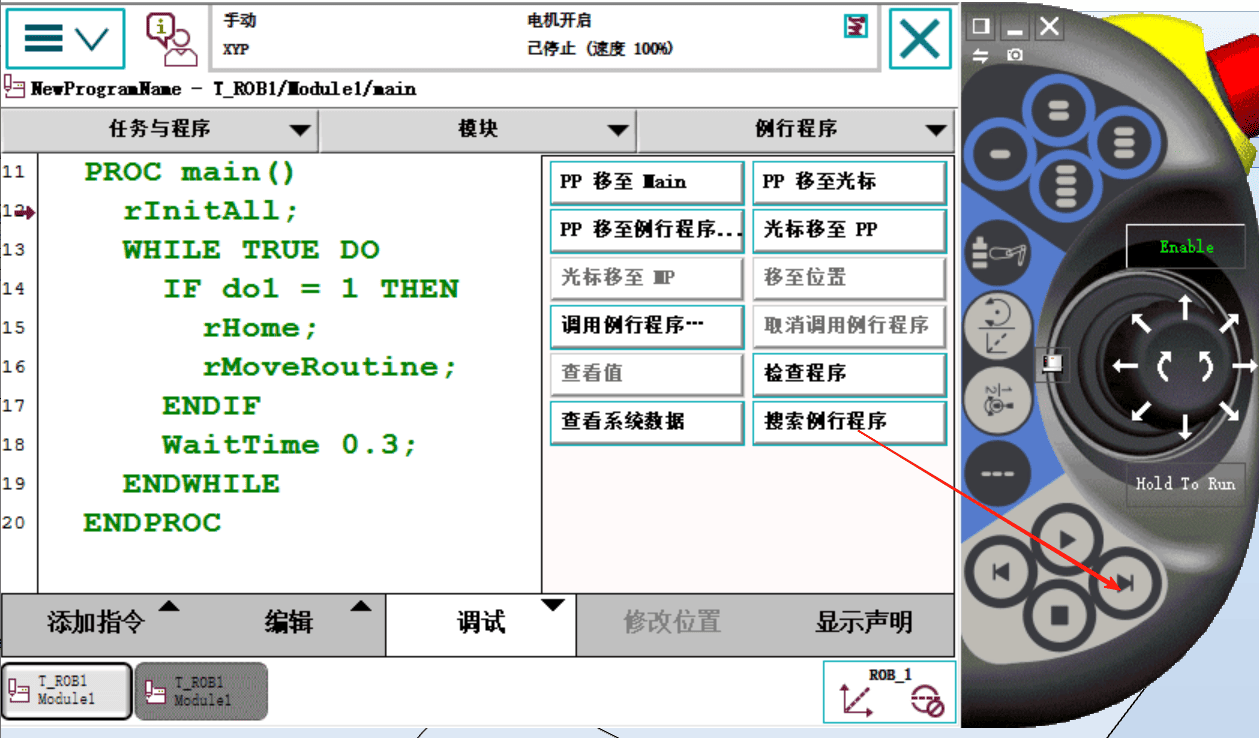 手动
XYP
电机开启
己停止 (速度 100%)
NewProgramName - T_ROB1/Module1/main
任务与程序
模块
例行程序
11 PROC main()
12 rInitAll;
13 WHILE TRUE DO
14 IF do1 = 1 THEN
15 rHome;
16 rMoveRoutine;
17 ENDIF
18 WaitTime 0.3;
19 ENDWHILE
20 ENDPROC
PP 移至 Main
PP 移至光标
PP 移至例行程序...
光标移至 PP
光标移至 MP
移至位置
调用例行程序…
取消调用例行程序
查看值
检查程序
查看系统数据
搜索例行程序
添加指令
编辑
调试
修改位置
显示声明
T_ROB1
Module1
T_ROB1
Module1
ROB_1
Enable
Hold To Run